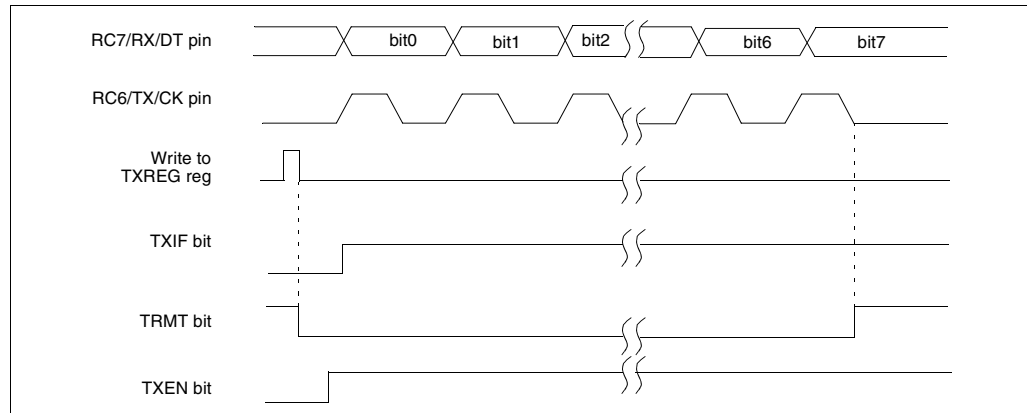 RC7/RX/DT pin
bit0 bit1 bit2 bit6 bit7
RC6/TX/CK pin
Write to
TXREG reg
TXIF bit
TRMT bit
TXEN bit